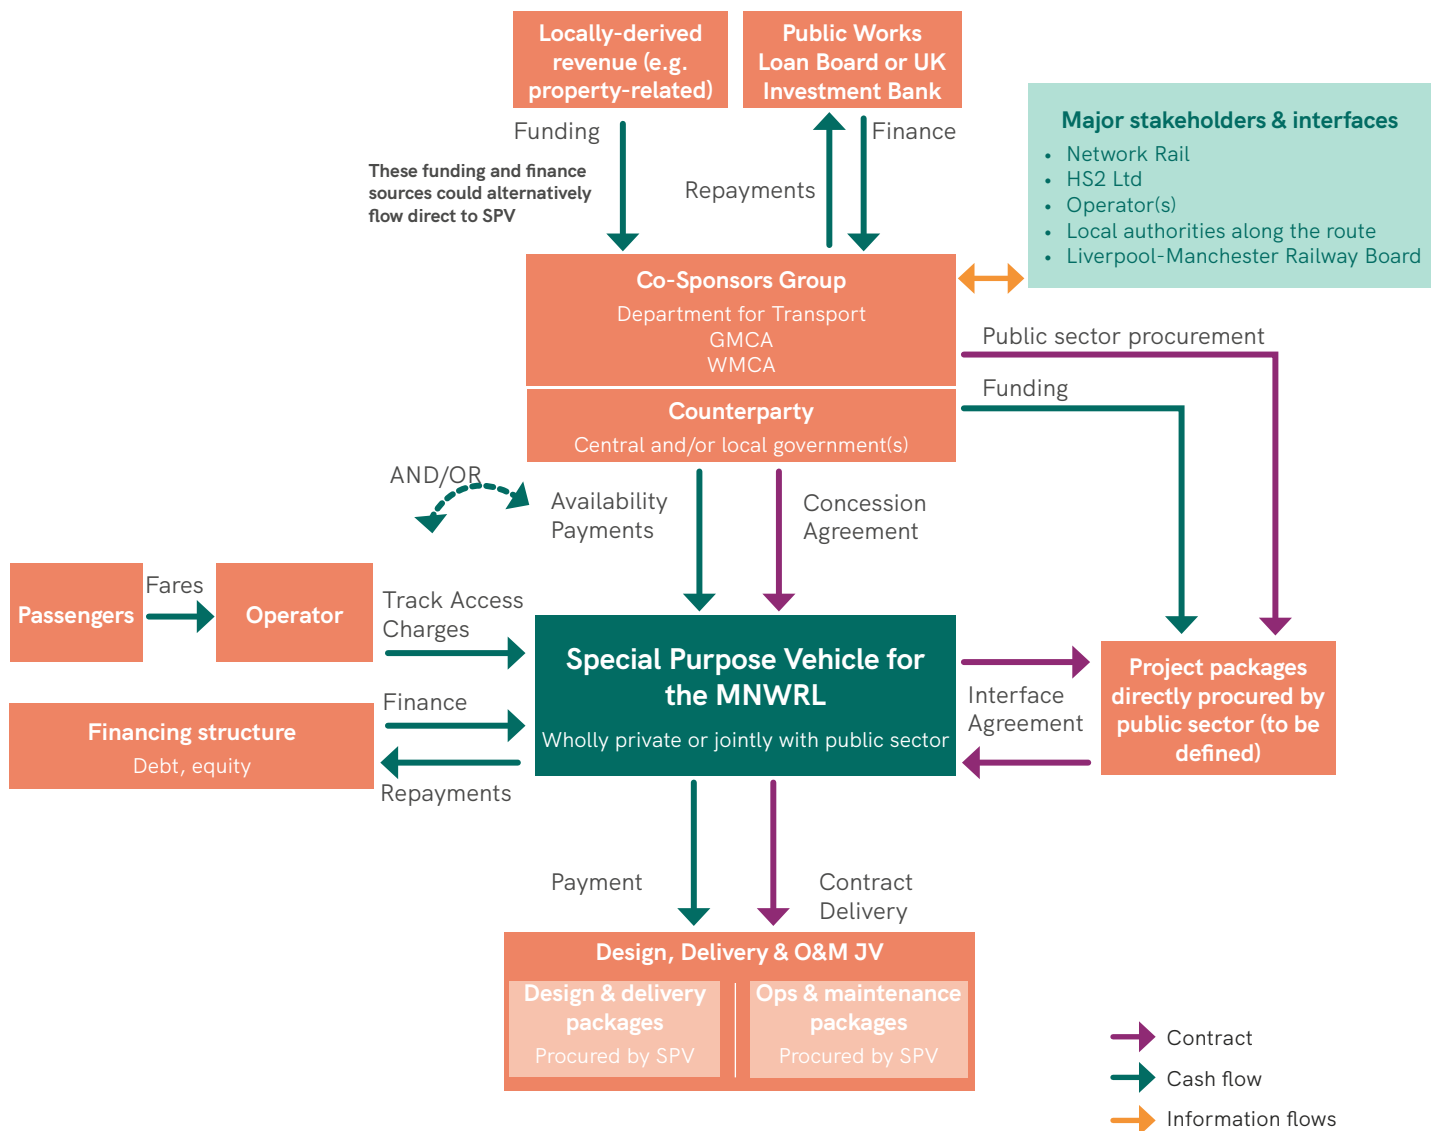 Locally-derived
revenue (e.g.
property-related)
Public Works
Loan Board or UK
Investment Bank
Funding
Finance
These funding and finance
sources could alternatively
flow direct to SPV
Repayments
Major stakeholders & interfaces
• Network Rail
• HS2 Ltd
• Operator(s)
• Local authorities along the route
• Liverpool-Manchester Railway Board
Co-Sponsors Group
Department for Transport
GMCA
WMCA
Public sector procurement
Funding
Counterparty
Central and/or local government(s)
AND/OR
Availability
Payments
Concession
Agreement
Passengers
Fares
Operator
Track Access
Charges
Special Purpose Vehicle for
the MNWRL
Wholly private or jointly with public sector
Interface
Agreement
Project packages
directly procured by
public sector (to be
defined)
Financing structure
Debt, equity
Finance
Repayments
Payment
Contract
Delivery
Design, Delivery & O&M JV
Design & delivery
packages
Procured by SPV
Ops & maintenance
packages
Procured by SPV
Contract
Cash flow
Information flows